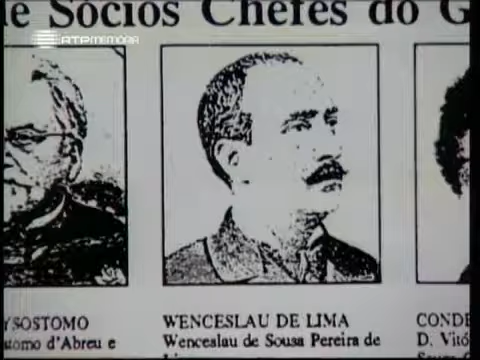 e Sócios Chefes do G
RTP MEMÓRIA
YSOSTOMO
stomo d'Abreu e
WENCESLAU DE LIMA
Wenceslau de Sousa Pereira de
CONDE
D. Vitó